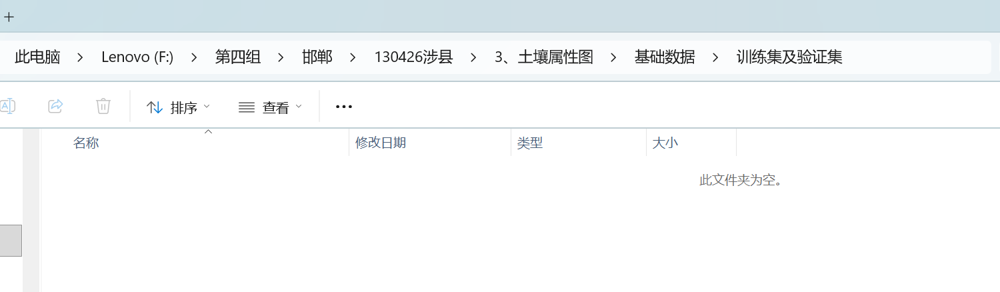 此电脑 > Lenovo (F:) > 第四组 > 邯郸 > 130426涉县 > 3、土壤属性图 > 基础数据 > 训练集及验证集
排序 查看
名称 修改日期 类型 大小
此文件夹为空。